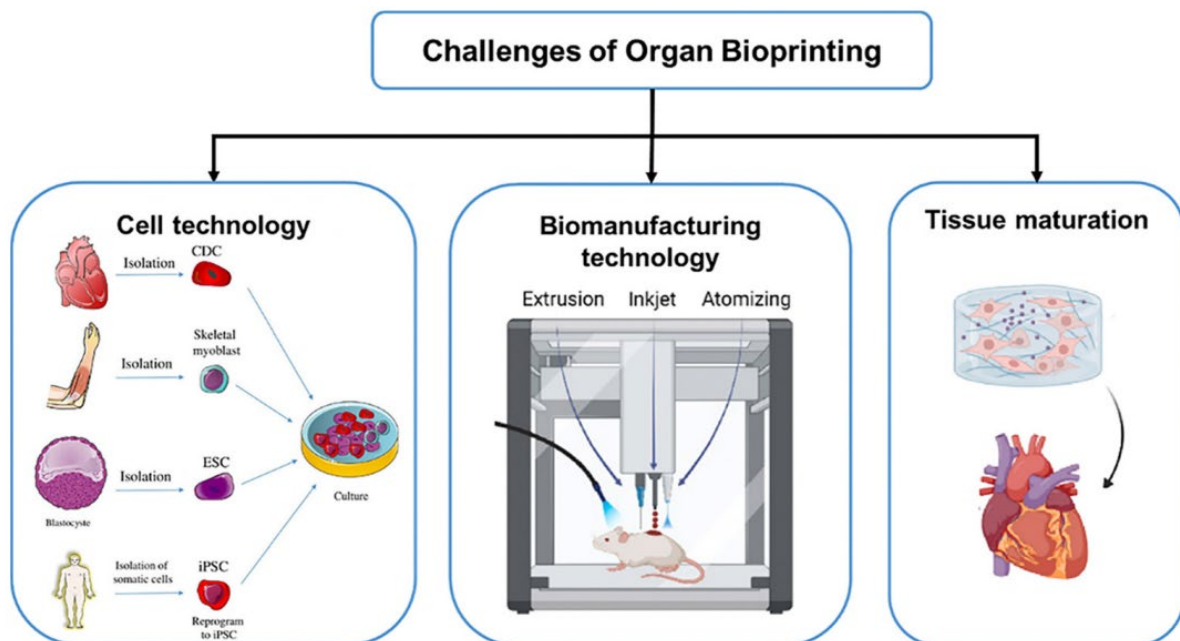 Challenges of Organ Bioprinting
Cell technology
Isolation
CDC
Isolation
Skeletal
myoblast
Isolation
ESC
Blastocyste
Culture
Isolation of
somatic cells
iPSC
Reprogram
to iPSC
Biomanufacturing
technology
Extrusion Inkjet Atomizing
Tissue maturation